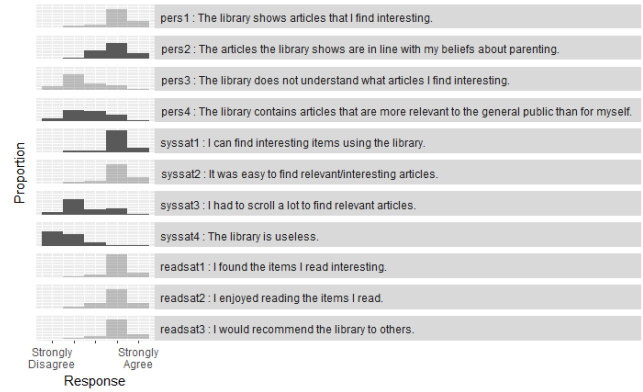 pers1 : The library shows articles that I find interesting.
pers2 : The articles the library shows are in line with my beliefs about parenting.
pers3 : The library does not understand what articles I find interesting.
pers4 : The library contains articles that are more relevant to the general public than for myself.
syssat1 : I can find interesting items using the library.
syssat2 : It was easy to find relevant/interesting articles.
syssat3 : I had to scroll a lot to find relevant articles.
syssat4 : The library is useless.
readsat1 : I found the items I read interesting.
readsat2 : I enjoyed reading the items I read.
readsat3 : I would recommend the library to others.
Proportion
Strongly Disagree
Strongly Agree
Response